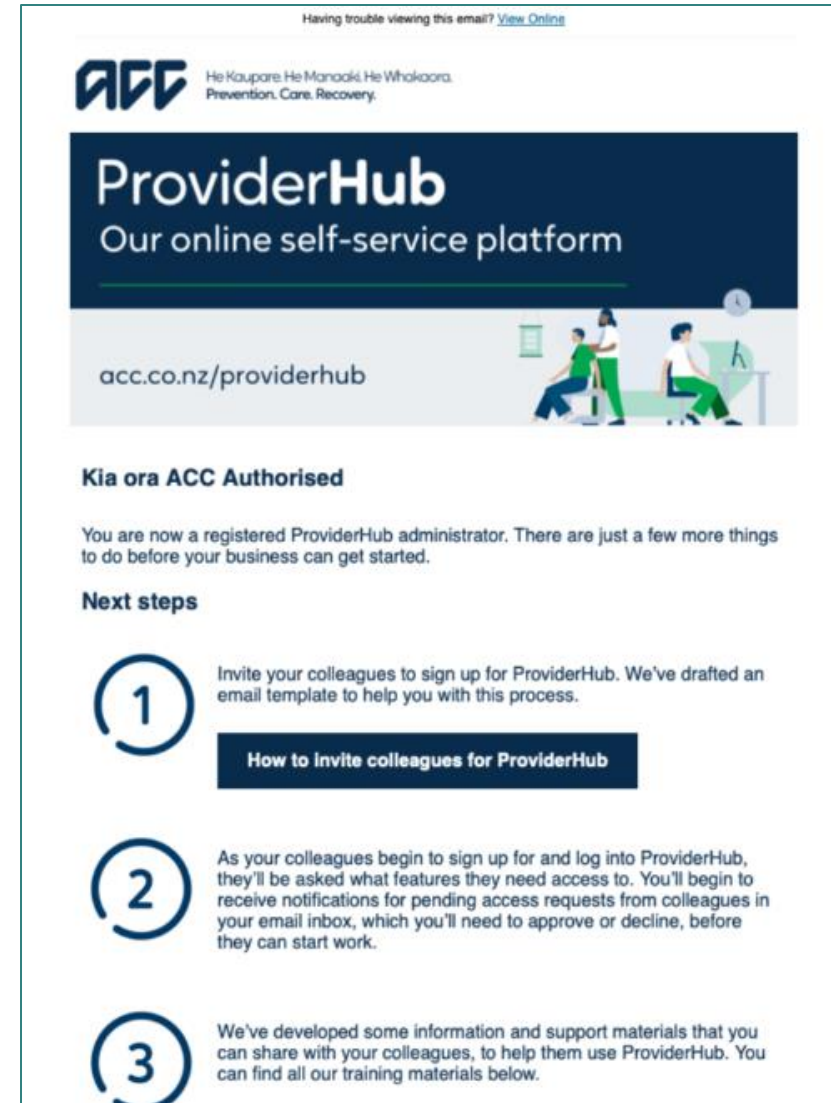 Having trouble viewing this email? View Online
ACC
He Kaupare. He Manaaki. He Whakaora.
Prevention. Care. Recovery.
ProviderHub
Our online self-service platform
acc.co.nz/providerhub
Kia ora ACC Authorised
You are now a registered ProviderHub administrator. There are just a few more things
to do before your business can get started.
Next steps
1
Invite your colleagues to sign up for ProviderHub. We've drafted an
email template to help you with this process.
How to invite colleagues for ProviderHub
2
As your colleagues begin to sign up for and log into ProviderHub,
they'll be asked what features they need access to. You'll begin to
receive notifications for pending access requests from colleagues in
your email inbox, which you'll need to approve or decline, before
they can start work.
3
We've developed some information and support materials that you
can share with your colleagues, to help them use ProviderHub. You
can find all our training materials below.